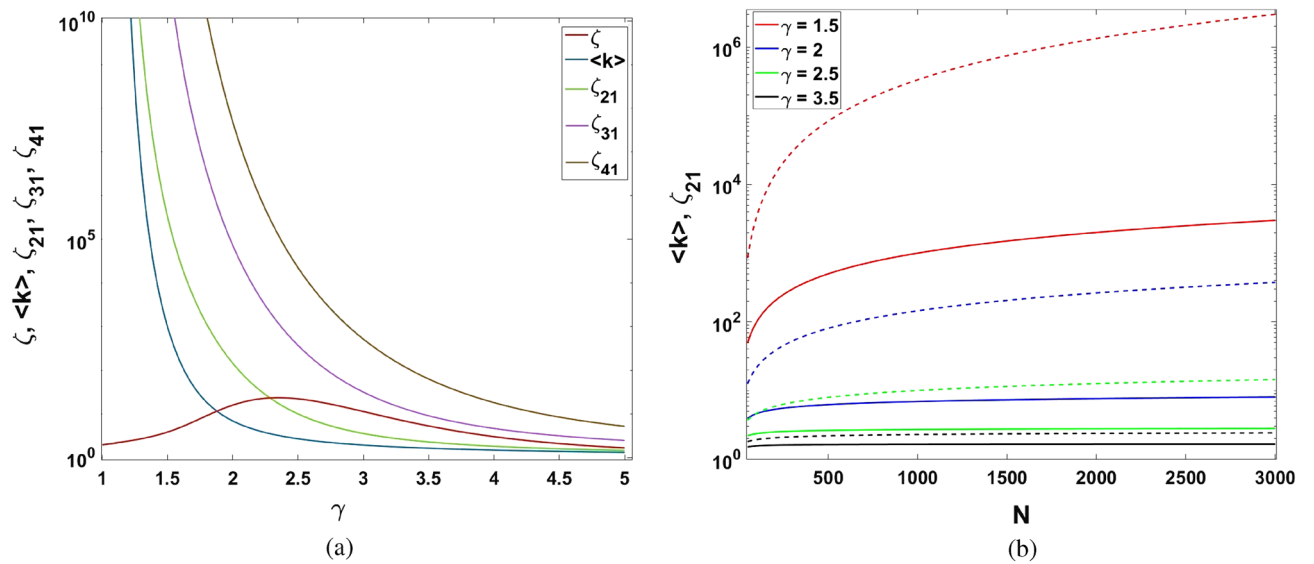 ζ, <k>, ζ21, ζ31, ζ41
10^10
10^5
10^0
1 1.5 2 2.5 3 3.5 4 4.5 5
γ
ζ
<k>
ζ21
ζ31
ζ41
(a)
<k>, ζ21
10^6
10^4
10^2
10^0
500 1000 1500 2000 2500 3000
N
γ = 1.5
γ = 2
γ = 2.5
γ = 3.5
(b)